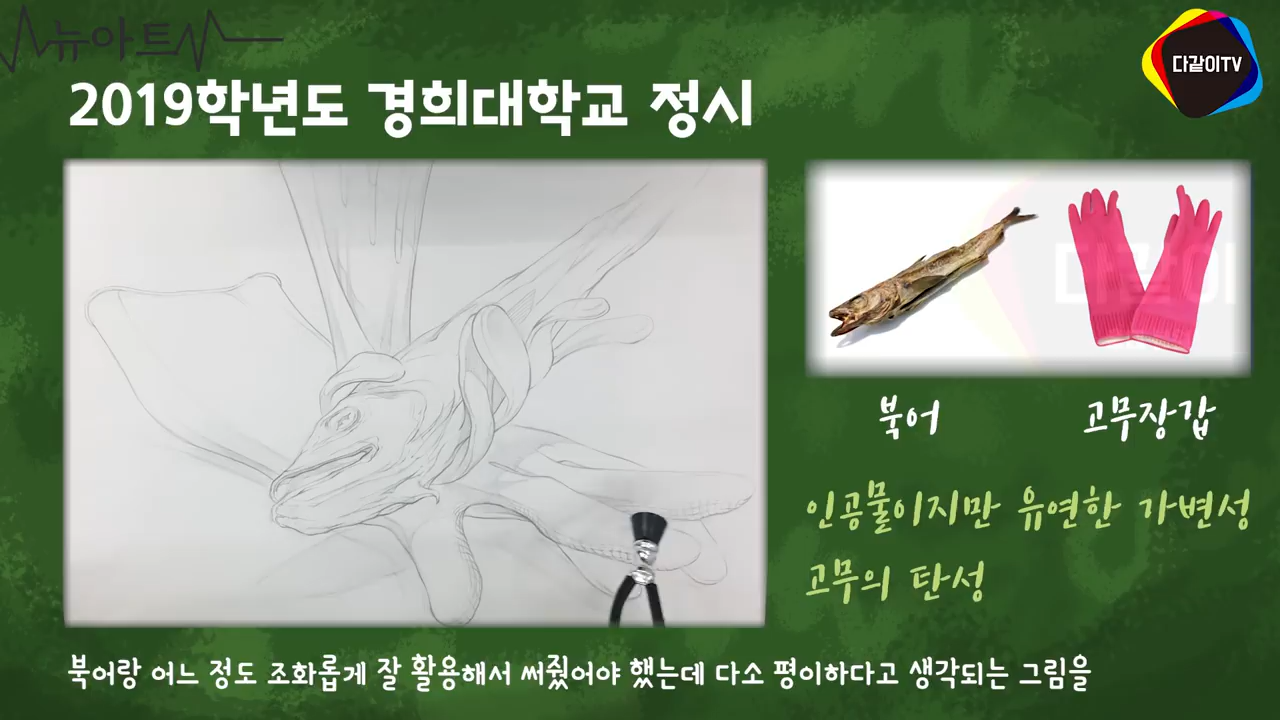 뉴아트
다같이TV
2019학년도 경희대학교 정시
다같이
북어
고무장갑
인공물이지만 유연한 가변성
고무의 탄성
북어랑 어느 정도 조화롭게 잘 활용해서 써줬어야 했는데 다소 평이하다고 생각되는 그림을